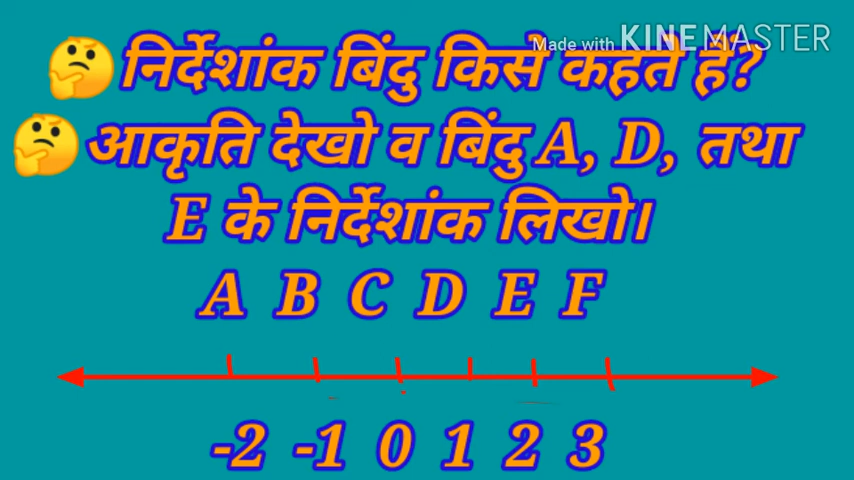 Made with KINEMASTER
🤔निर्देशांक बिंदु किसे कहते है?
🤔आकृति देखो व बिंदु A, D, तथा
E के निर्देशांक लिखो।
A B C D E F
-2 -1 0 1 2 3